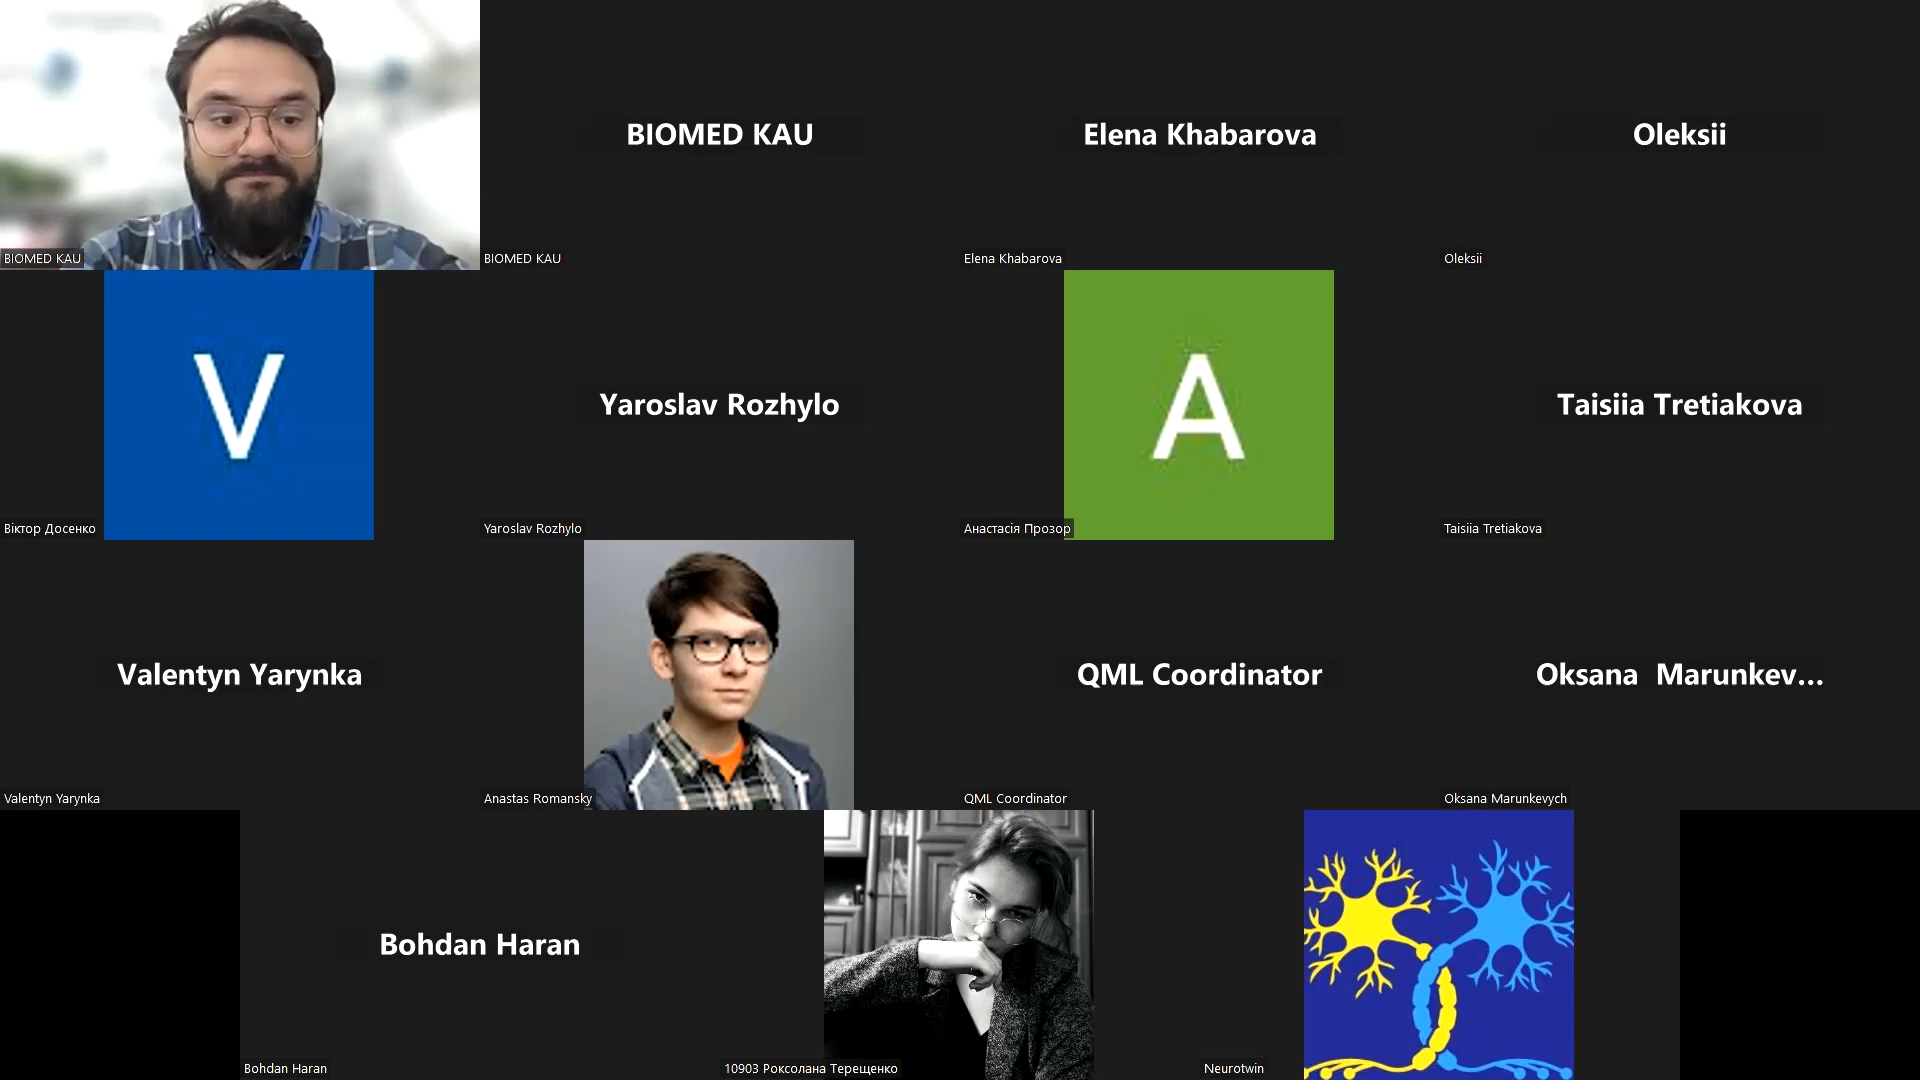 BIOMED KAU
BIOMED KAU
BIOMED KAU
Elena Khabarova
Elena Khabarova
Oleksii
Oleksii
V
Віктор Досенко
Yaroslav Rozhylo
Yaroslav Rozhylo
A
Анастасія Прозор
Taisiia Tretiakova
Taisiia Tretiakova
Valentyn Yarynka
Valentyn Yarynka
Anastas Romansky
QML Coordinator
QML Coordinator
Oksana Marunkev...
Oksana Marunkevych
Bohdan Haran
Bohdan Haran
10903 Роксолана Терещенко
Neurotwin